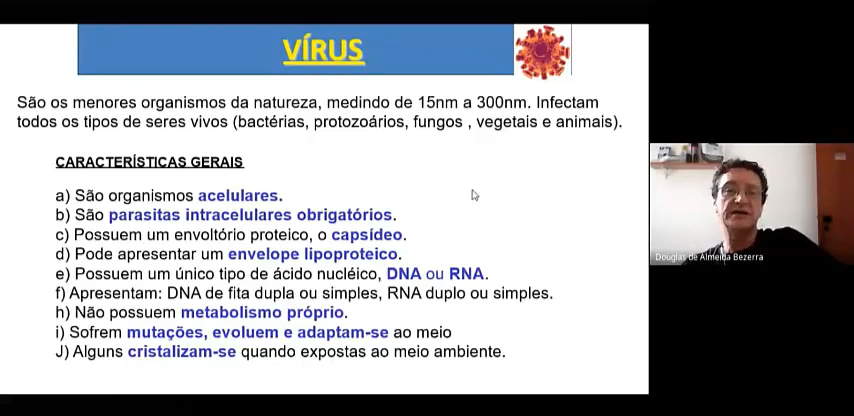 VÍRUS
São os menores organismos da natureza, medindo de 15nm a 300nm. Infectam
todos os tipos de seres vivos (bactérias, protozoários, fungos , vegetais e animais).
CARACTERÍSTICAS GERAIS
a) São organismos acelulares.
b) São parasitas intracelulares obrigatórios.
c) Possuem um envoltório proteico, o capsídeo.
d) Pode apresentar um envelope lipoproteico.
e) Possuem um único tipo de ácido nucléico, DNA ou RNA.
f) Apresentam: DNA de fita dupla ou simples, RNA duplo ou simples.
h) Não possuem metabolismo próprio.
i) Sofrem mutações, evoluem e adaptam-se ao meio
J) Alguns cristalizam-se quando expostas ao meio ambiente.
Douglas de Almeida Bezerra